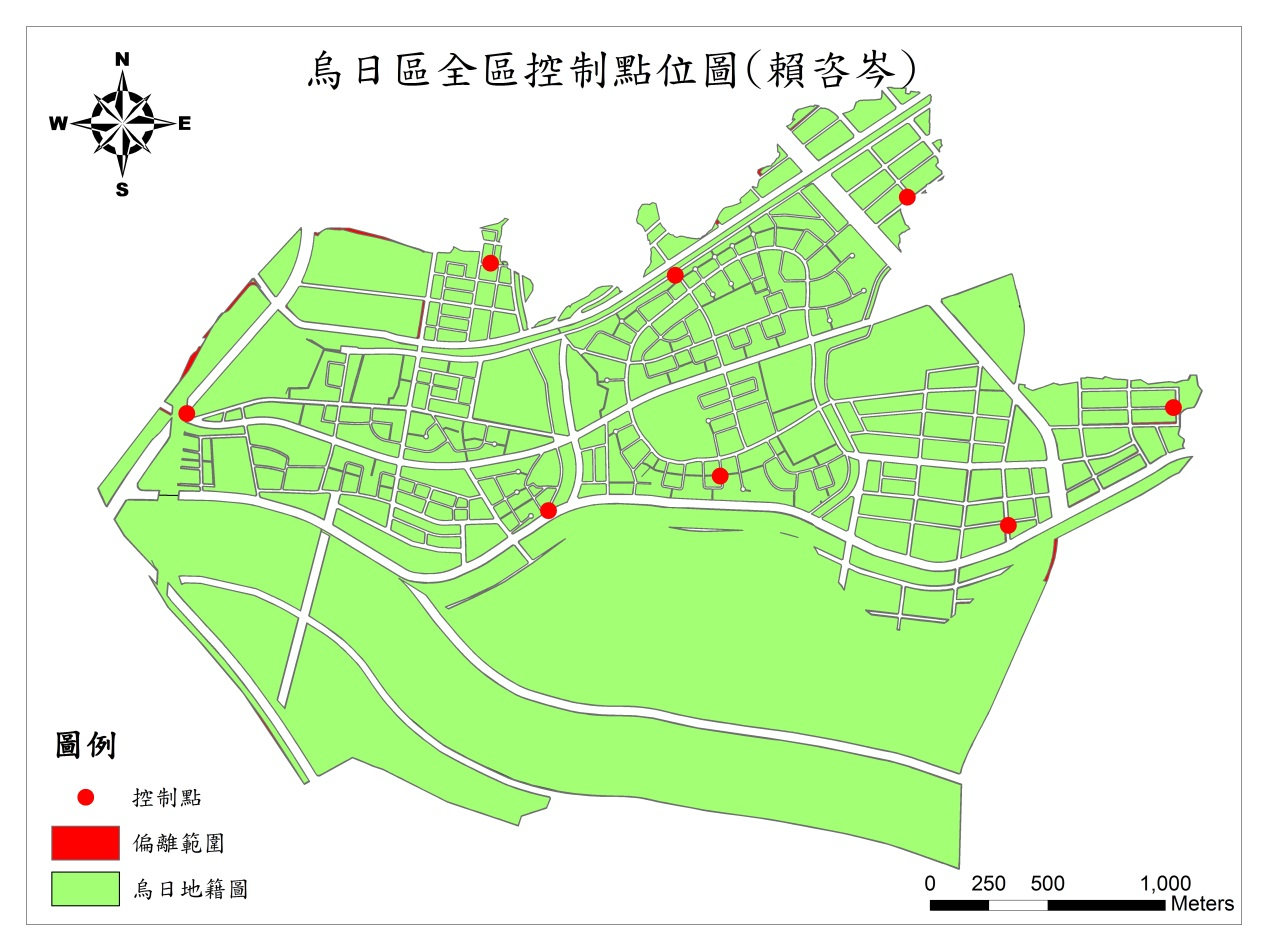 烏日區全區控制點位圖(賴咨岑)
N
W E
S
圖例
控制點
偏離範圍
烏日地籍圖
0 250 500 1,000
Meters